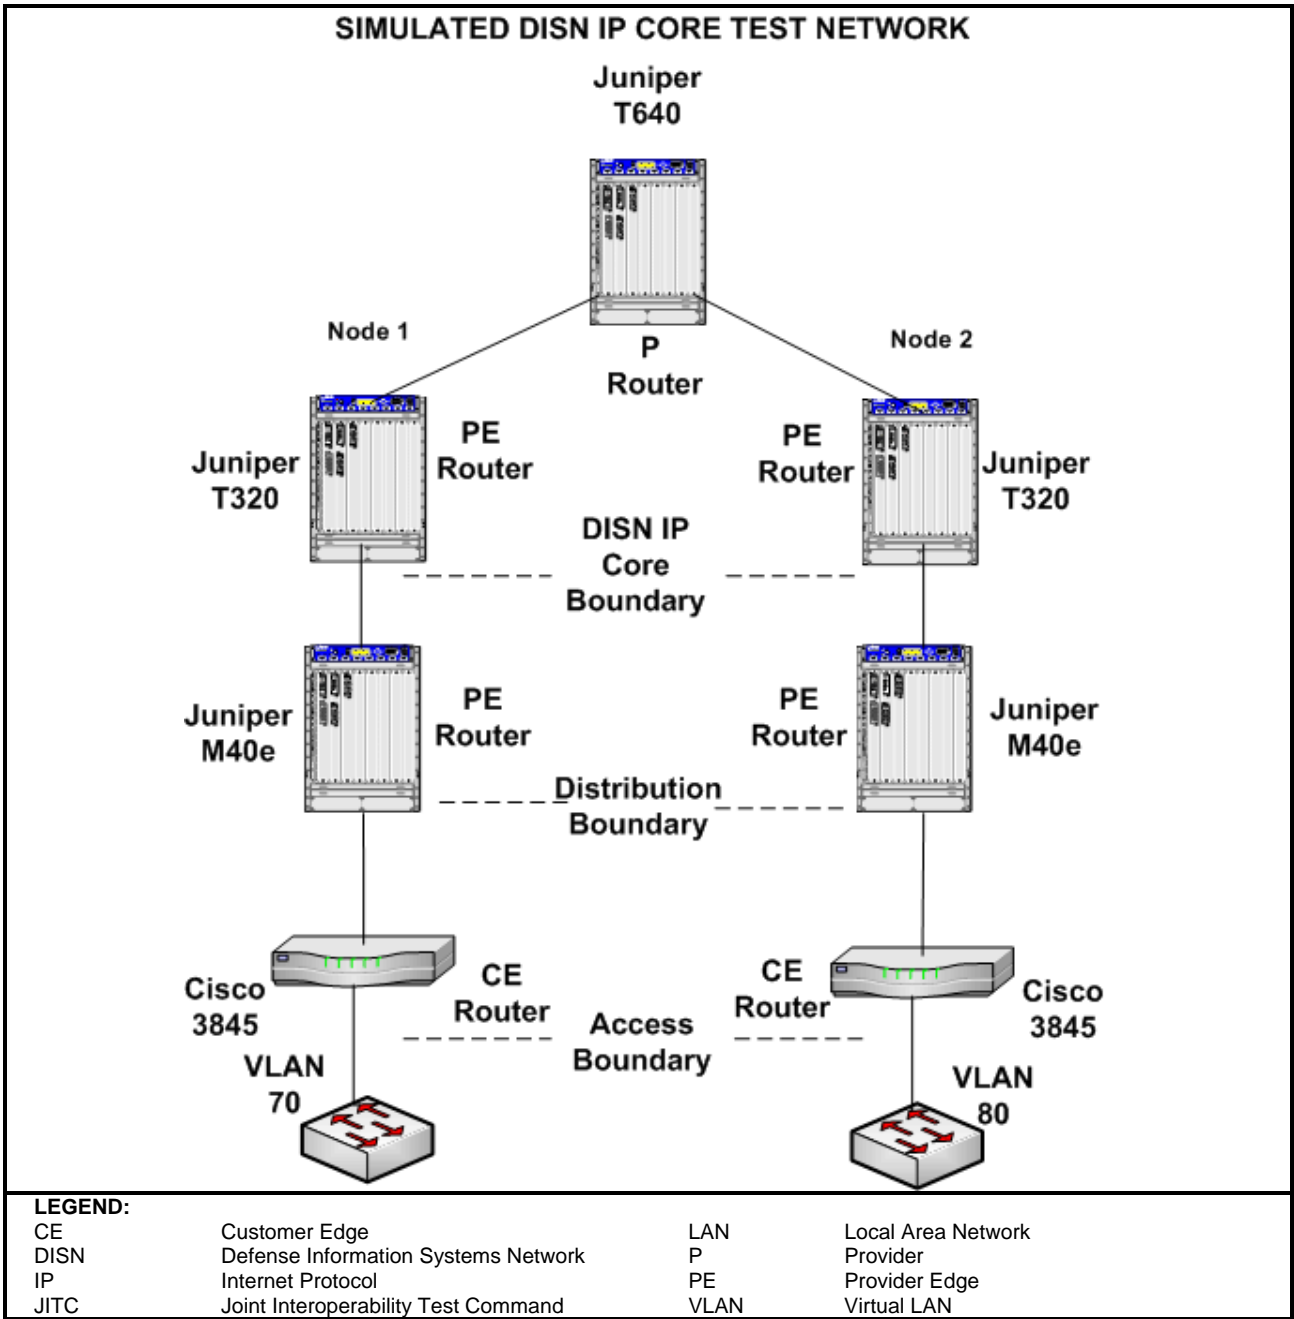 SIMULATED DISN IP CORE TEST NETWORK
Juniper
T640
Node 1
Node 2
P
Router
Juniper
T320
PE
Router
PE
Router
Juniper
T320
DISN IP
Core
Boundary
Juniper
M40e
PE
Router
PE
Router
Juniper
M40e
Distribution
Boundary
Cisco
3845
CE
Router
CE
Router
Cisco
3845
Access
Boundary
VLAN
70
VLAN
80
LEGEND:
CE Customer Edge LAN Local Area Network
DISN Defense Information Systems Network P Provider
IP Internet Protocol PE Provider Edge
JITC Joint Interoperability Test Command VLAN Virtual LAN